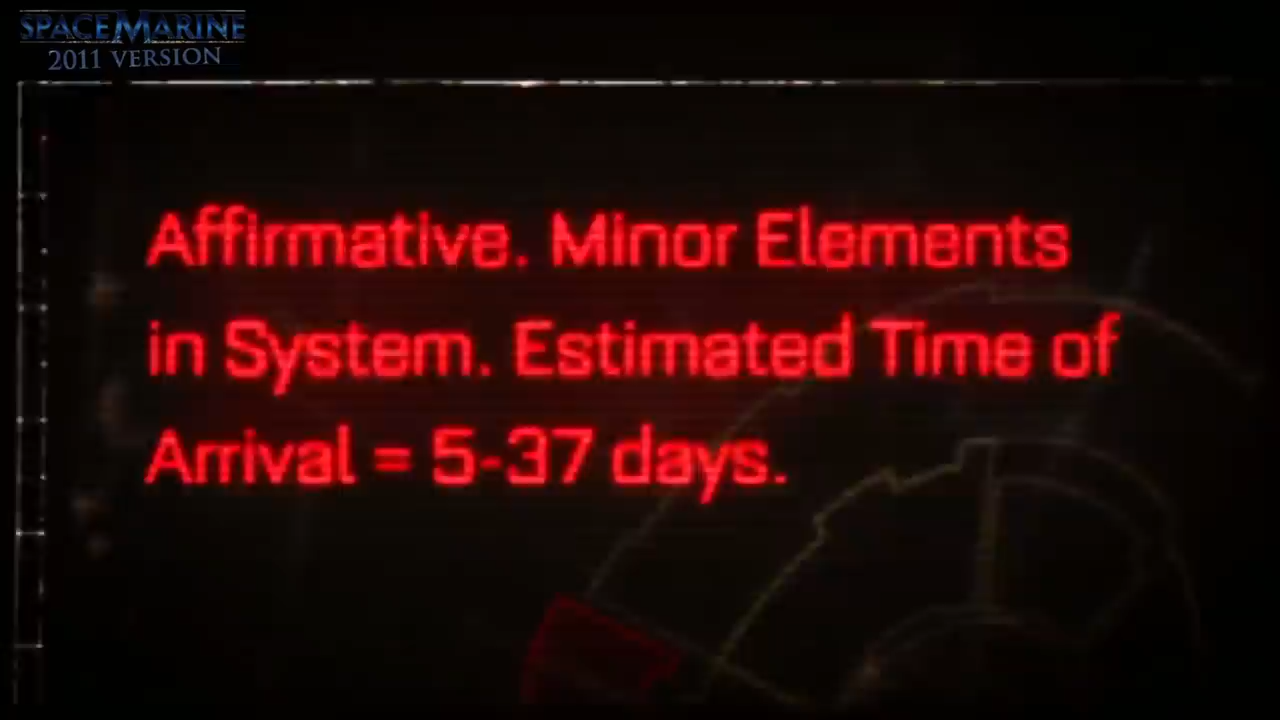 SPACE MARINE
2011 VERSION
Affirmative. Minor Elements
in System. Estimated Time of
Arrival = 5-37 days.